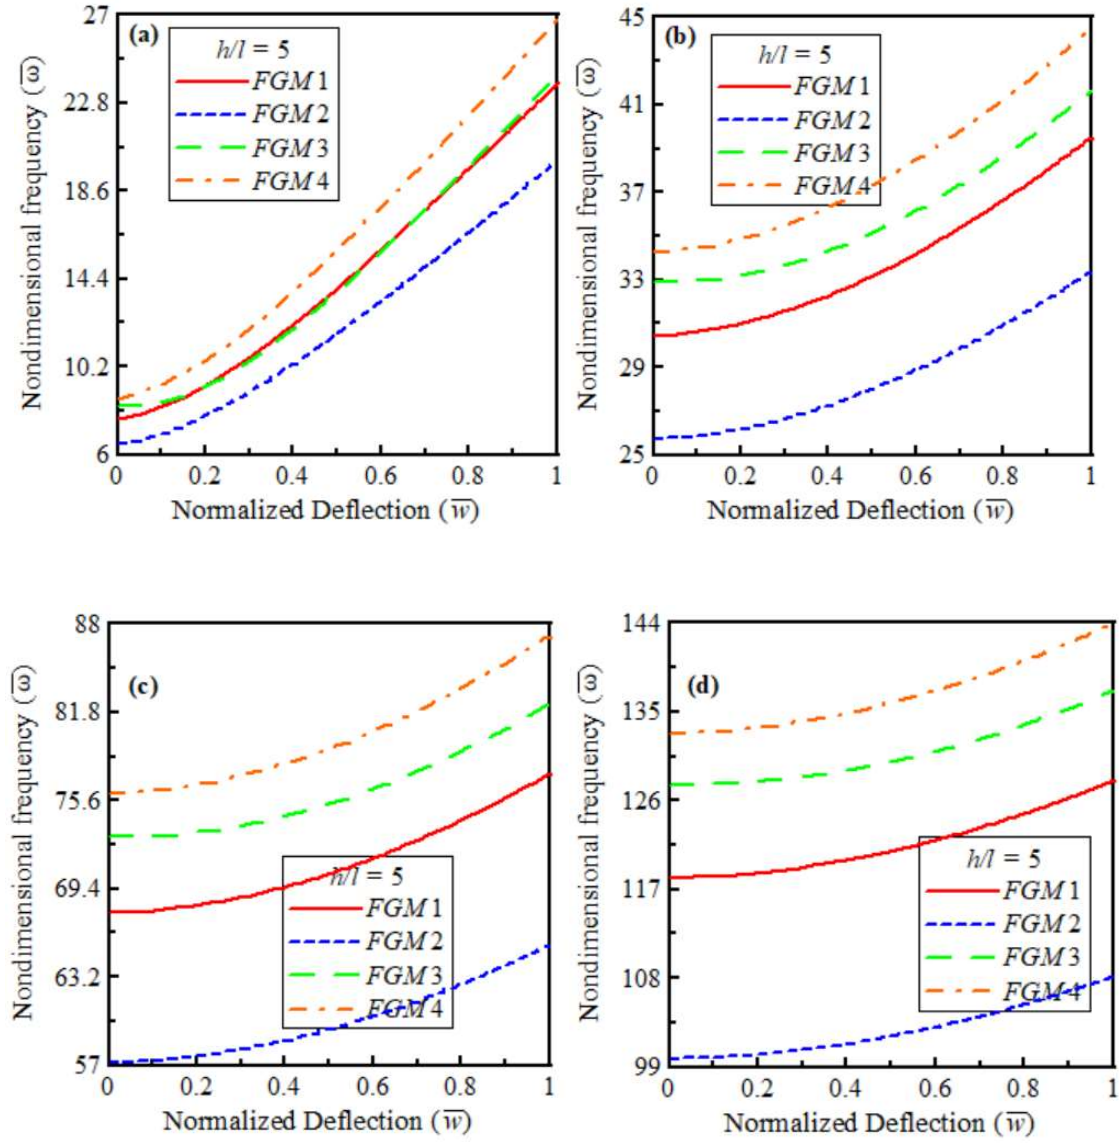 (a)
h/l = 5
FGM 1
FGM 2
FGM 3
FGM 4
27
22.8
18.6
14.4
10.2
6
0 0.2 0.4 0.6 0.8 1
Nondimensional frequency (ω̅)
Normalized Deflection (w̅)
(b)
h/l = 5
FGM 1
FGM 2
FGM 3
FGM 4
45
41
37
33
29
25
0 0.2 0.4 0.6 0.8 1
Nondimensional frequency (ω̅)
Normalized Deflection (w̅)
(c)
h/l = 5
FGM 1
FGM 2
FGM 3
FGM 4
88
81.8
75.6
69.4
63.2
57
0 0.2 0.4 0.6 0.8 1
Nondimensional frequency (ω̅)
Normalized Deflection (w̅)
(d)
h/l = 5
FGM 1
FGM 2
FGM 3
FGM 4
144
135
126
117
108
99
0 0.2 0.4 0.6 0.8 1
Nondimensional frequency (ω̅)
Normalized Deflection (w̅)